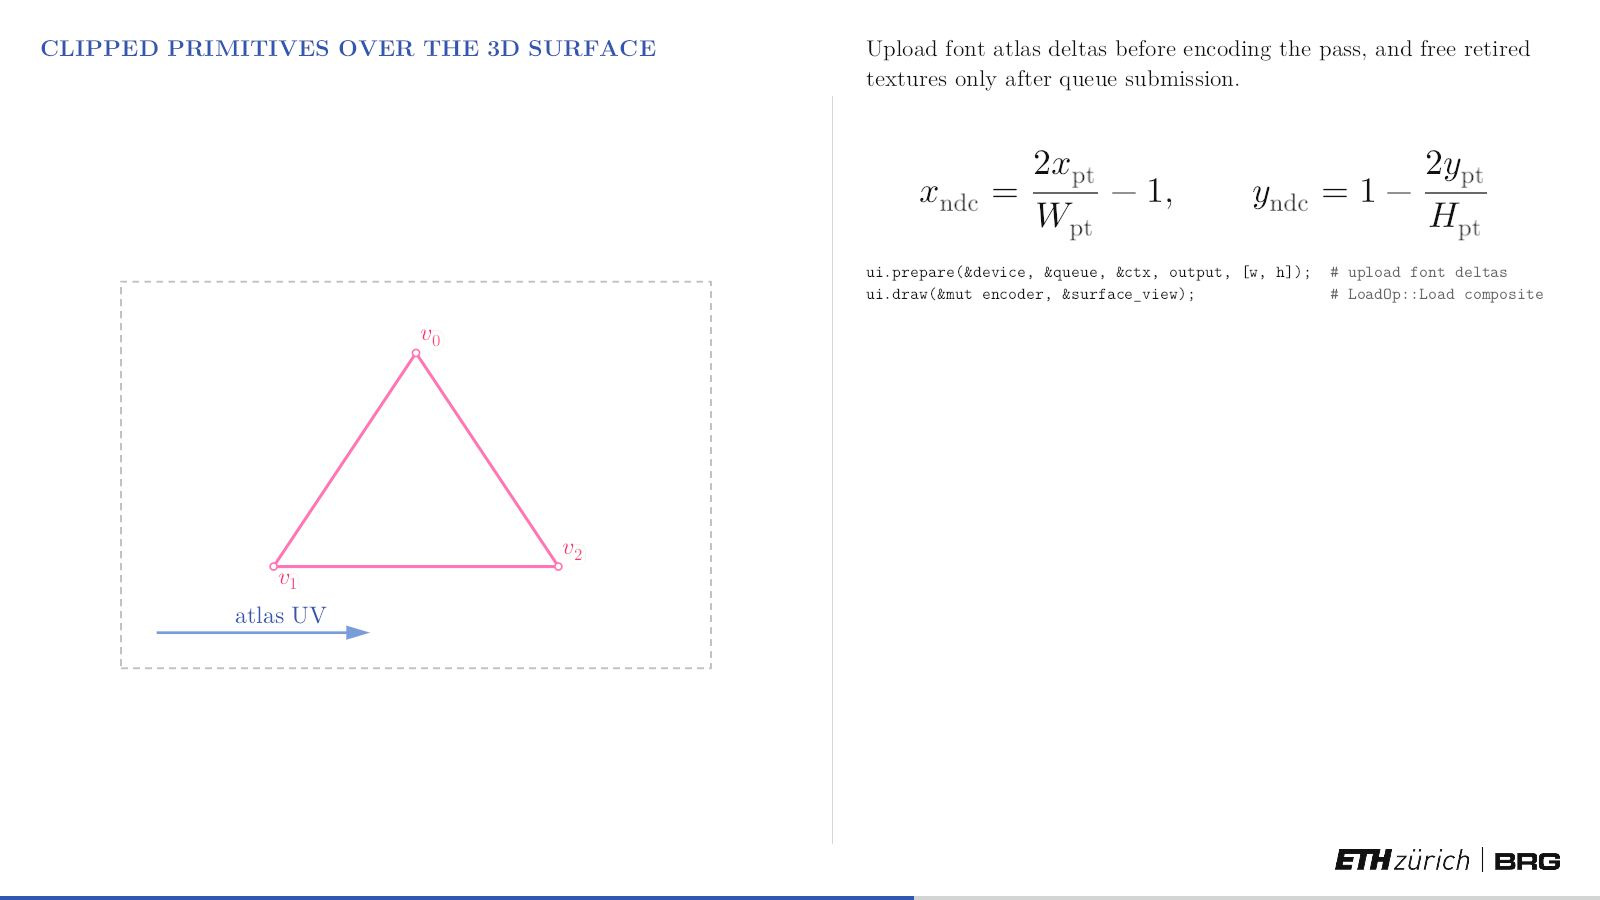 CLIPPED PRIMITIVES OVER THE 3D SURFACE
v₀
v₂
v₁
atlas UV
Upload font atlas deltas before encoding the pass, and free retired
textures only after queue submission.
x_ndc = 2x_pt / W_pt − 1,    y_ndc = 1 − 2y_pt / H_pt
ui.prepare(&device, &queue, &ctx, output, [w, h]);  # upload font deltas
ui.draw(&mut encoder, &surface_view);               # LoadOp::Load composite
ETH zürich | BRG